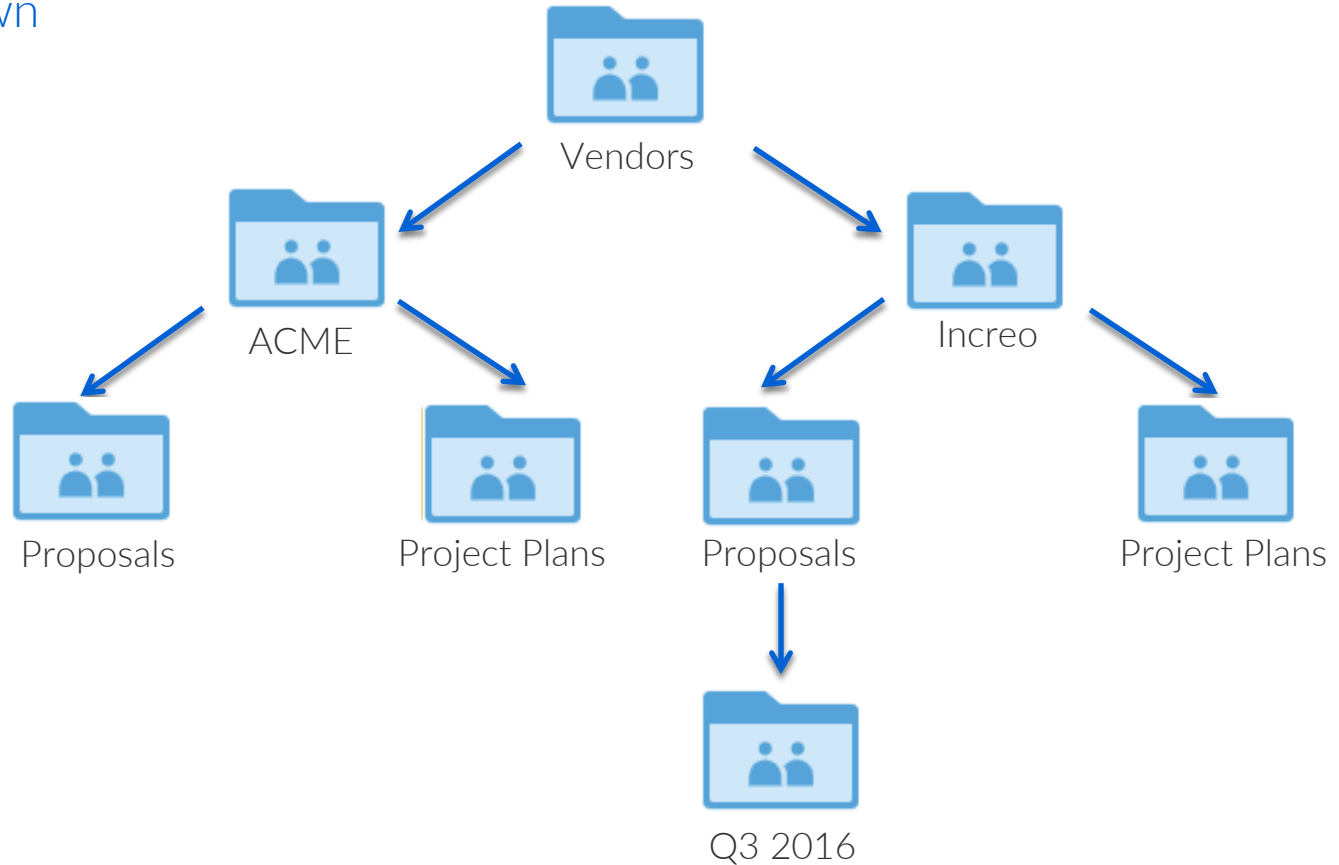 Vendors
ACME
Increo
Proposals
Project Plans
Proposals
Project Plans
Q3 2016